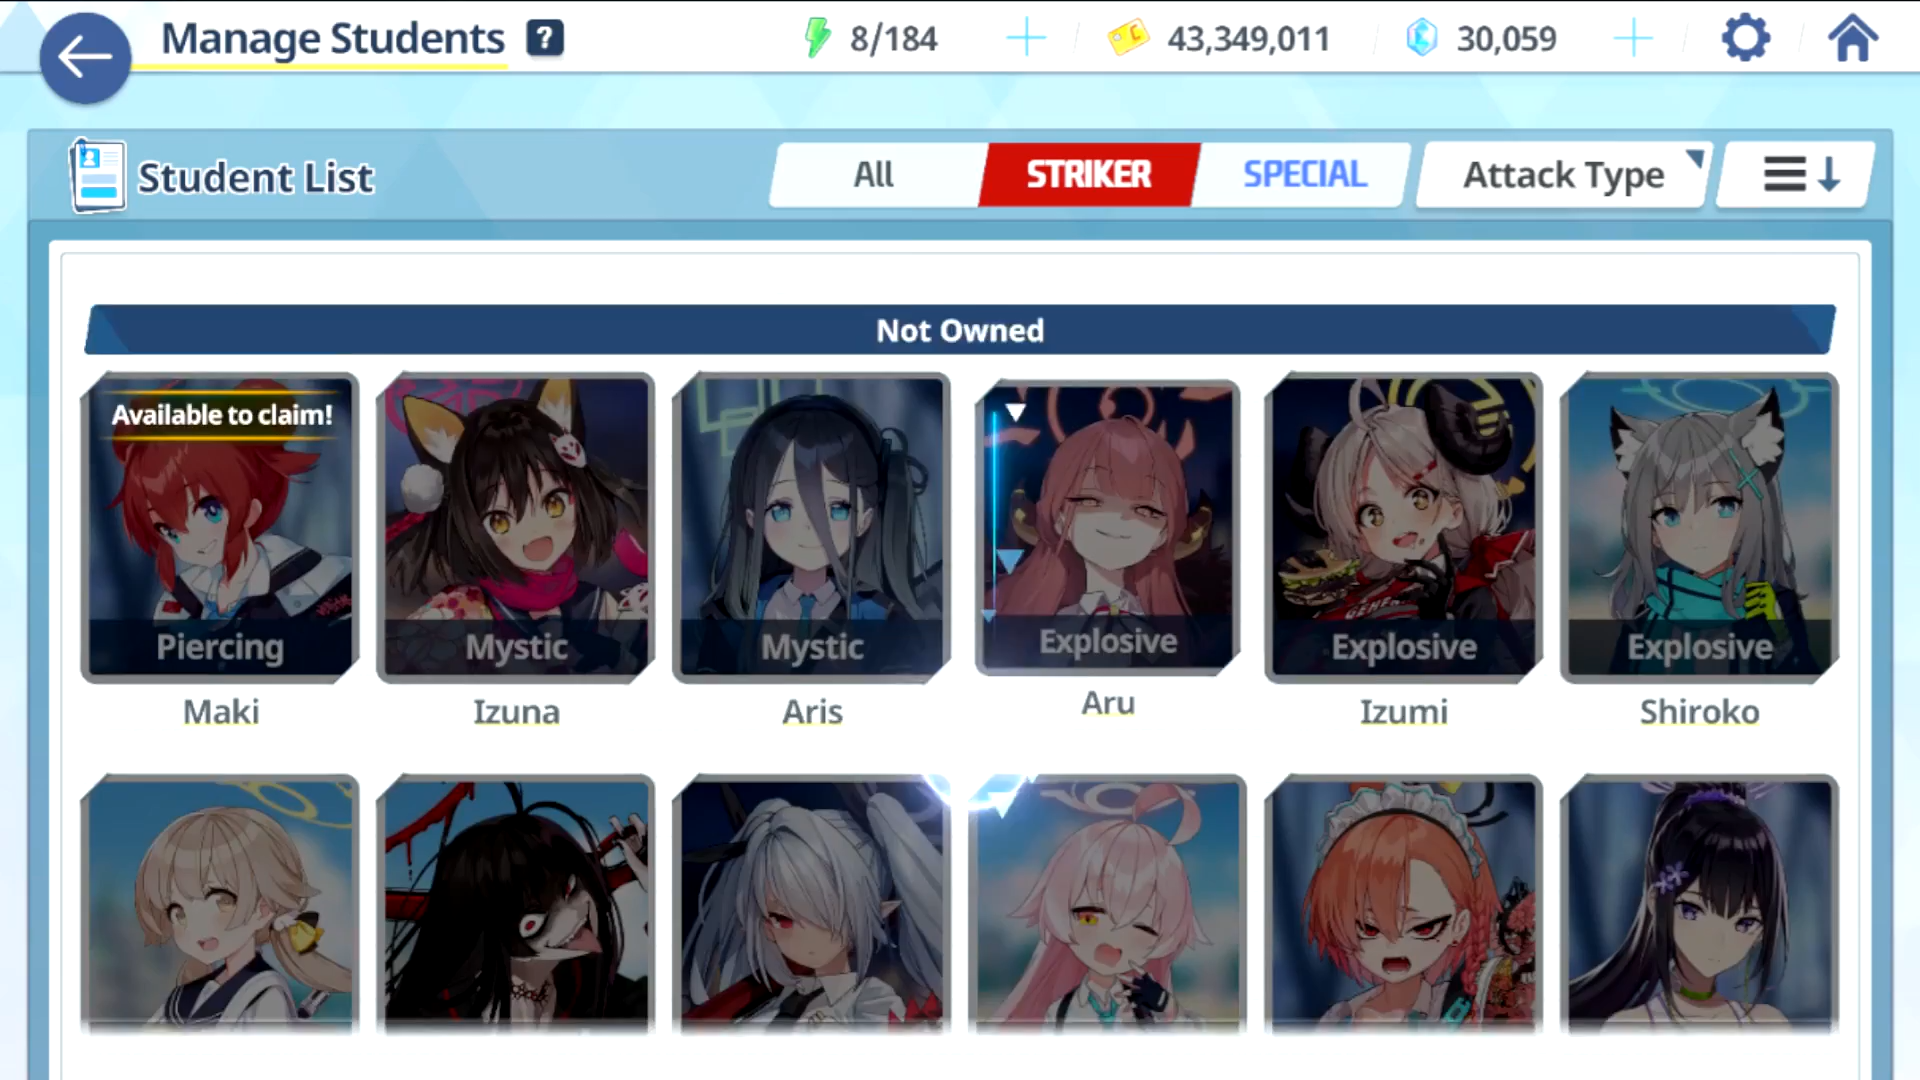 Manage Students ? 8/184 43,349,011 30,059
Student List All STRIKER SPECIAL Attack Type
Not Owned
Available to claim!
Piercing Mystic Mystic Explosive Explosive Explosive
Maki Izuna Aris Aru Izumi Shiroko